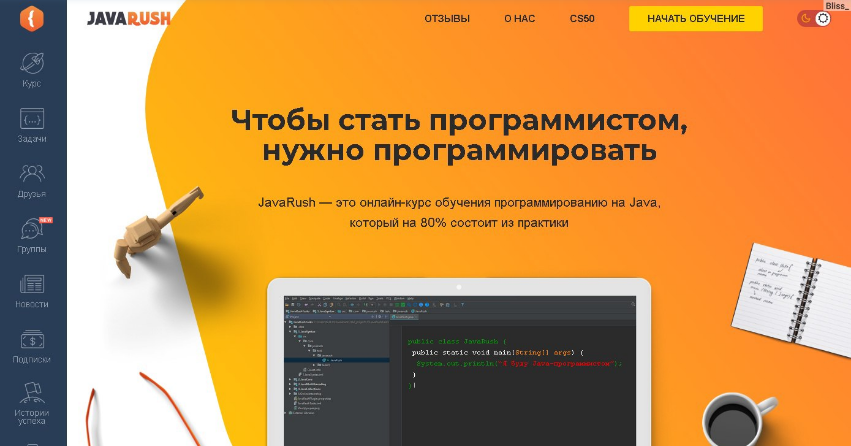 JAVARUSH
ОТЗЫВЫ
О НАС
CS50
НАЧАТЬ ОБУЧЕНИЕ
Bliss_
Курс
Задачи
Друзья
NEW
Группы
Новости
Подписки
Истории
успеха
Чтобы стать программистом,
нужно программировать
JavaRush — это онлайн-курс обучения программированию на Java,
который на 80% состоит из практики
public class JavaRush {
public static void main(String[] args) {
System.out.println("Я буду Java-программистом");
}
}